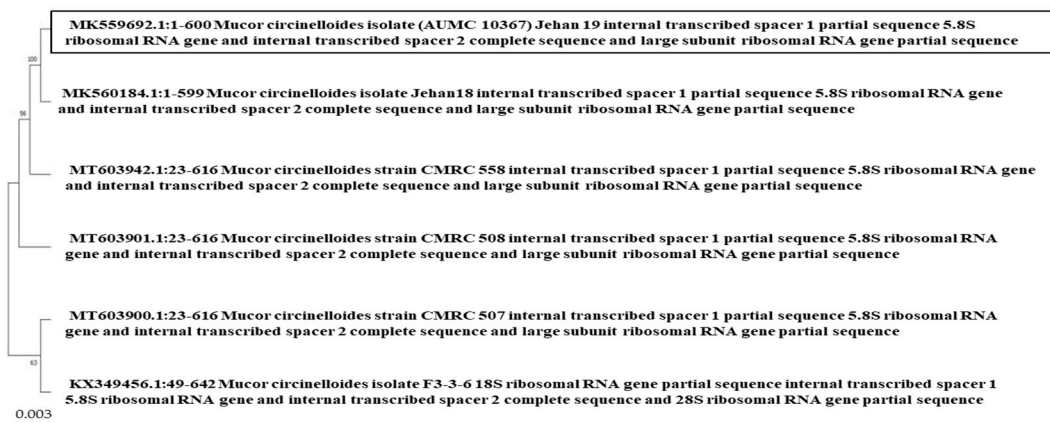 MK559692.1:1-600 Mucor circinelloides isolate (AUMC 10367) Jehan 19 internal transcribed spacer 1 partial sequence 5.8S
ribosomal RNA gene and internal transcribed spacer 2 complete sequence and large subunit ribosomal RNA gene partial sequence
100
MK560184.1:1-599 Mucor circinelloides isolate Jehan18 internal transcribed spacer 1 partial sequence 5.8S ribosomal RNA gene
and internal transcribed spacer 2 complete sequence and large subunit ribosomal RNA gene partial sequence
56
MT603942.1:23-616 Mucor circinelloides strain CMRC 558 internal transcribed spacer 1 partial sequence 5.8S ribosomal RNA gene
and internal transcribed spacer 2 complete sequence and large subunit ribosomal RNA gene partial sequence
MT603901.1:23-616 Mucor circinelloides strain CMRC 508 internal transcribed spacer 1 partial sequence 5.8S ribosomal RNA
gene and internal transcribed spacer 2 complete sequence and large subunit ribosomal RNA gene partial sequence
MT603900.1:23-616 Mucor circinelloides strain CMRC 507 internal transcribed spacer 1 partial sequence 5.8S ribosomal RNA
gene and internal transcribed spacer 2 complete sequence and large subunit ribosomal RNA gene partial sequence
63
KX349456.1:49-642 Mucor circinelloides isolate F3-3-6 18S ribosomal RNA gene partial sequence internal transcribed spacer 1
5.8S ribosomal RNA gene and internal transcribed spacer 2 complete sequence and 28S ribosomal RNA gene partial sequence
0.003